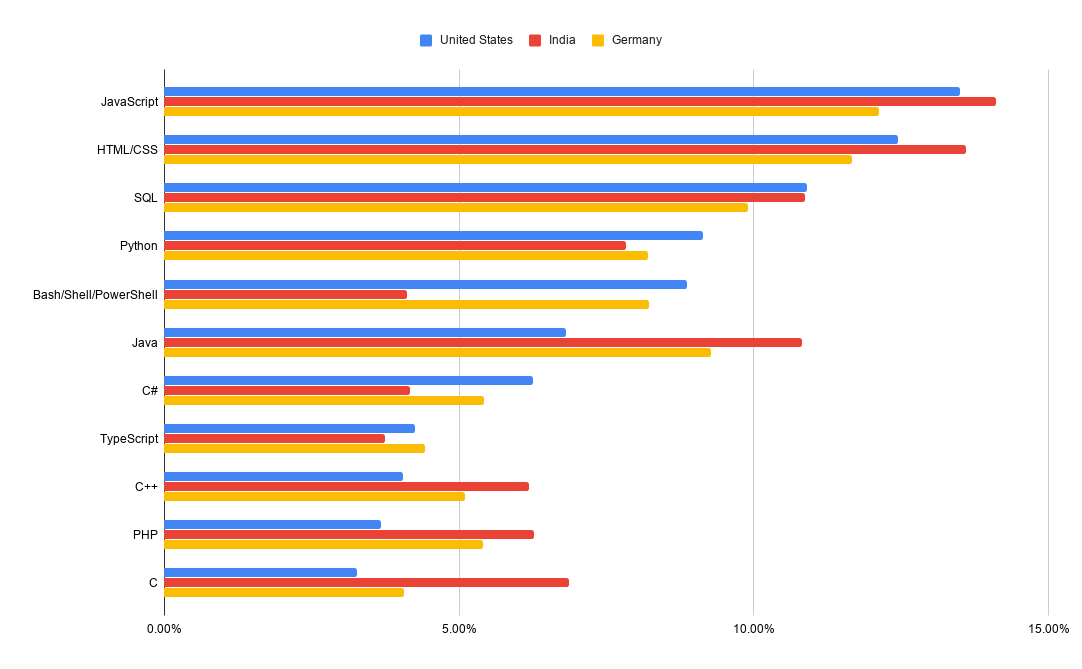 United States India Germany
JavaScript
HTML/CSS
SQL
Python
Bash/Shell/PowerShell
Java
C#
TypeScript
C++
PHP
C
0.00% 5.00% 10.00% 15.00%